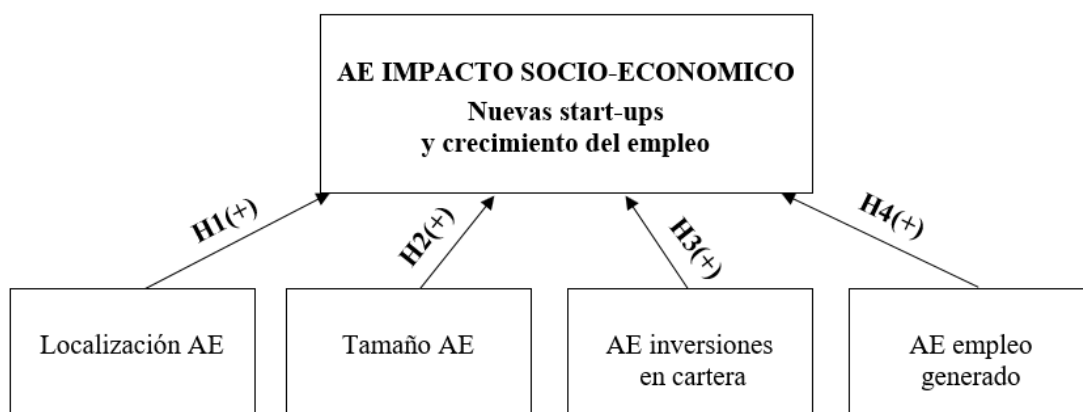 AE IMPACTO SOCIO-ECONOMICO
Nuevas start-ups
y crecimiento del empleo
H1(+)
H2(+)
H3(+)
H4(+)
Localización AE
Tamaño AE
AE inversiones
en cartera
AE empleo
generado